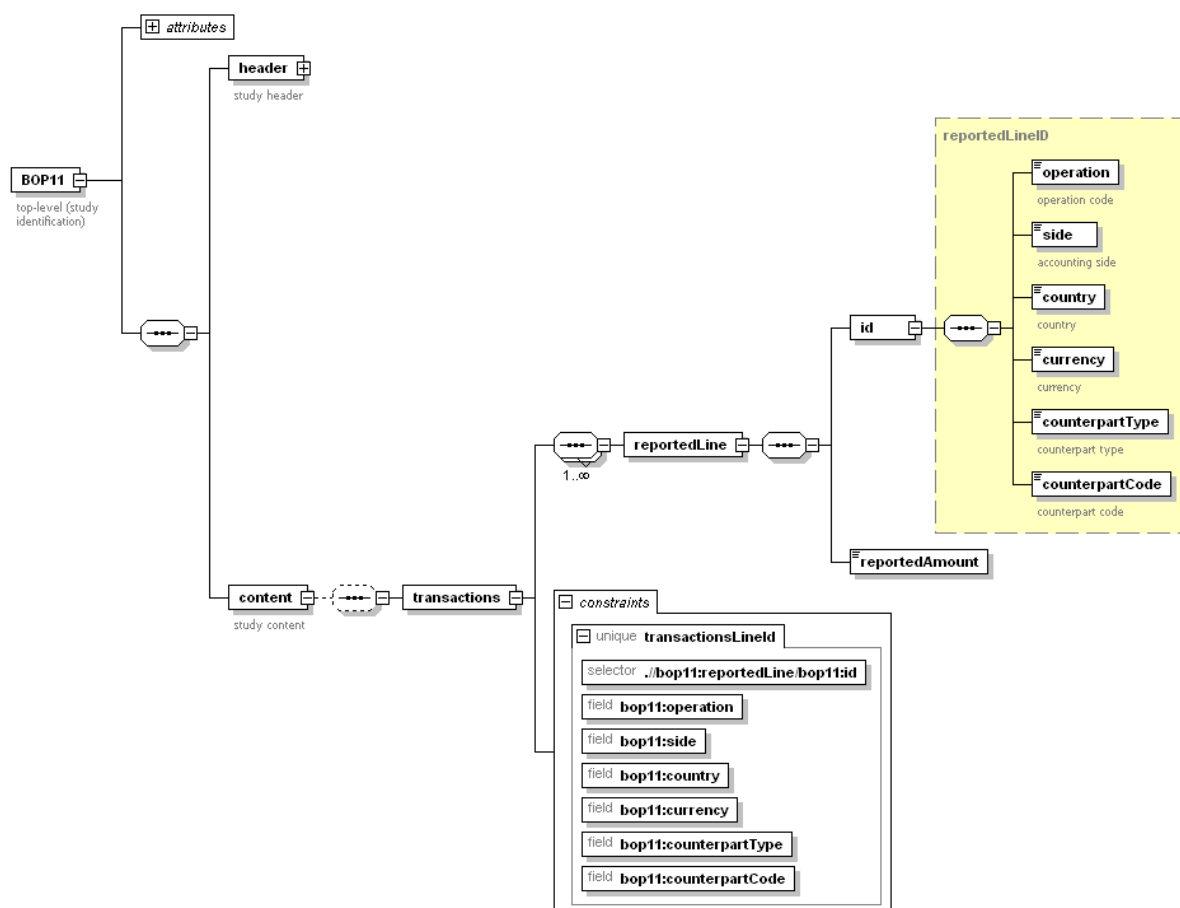 attributes
header
study header
BOP11
top-level (study
identification)
reportedLineID
operation
operation code
side
accounting side
country
country
currency
currency
counterpartType
counterpart type
counterpartCode
counterpart code
id
reportedLine
1..∞
reportedAmount
content
study content
transactions
constraints
unique transactionsLineId
selector .//bop11:reportedLine/bop11:id
field bop11:operation
field bop11:side
field bop11:country
field bop11:currency
field bop11:counterpartType
field bop11:counterpartCode